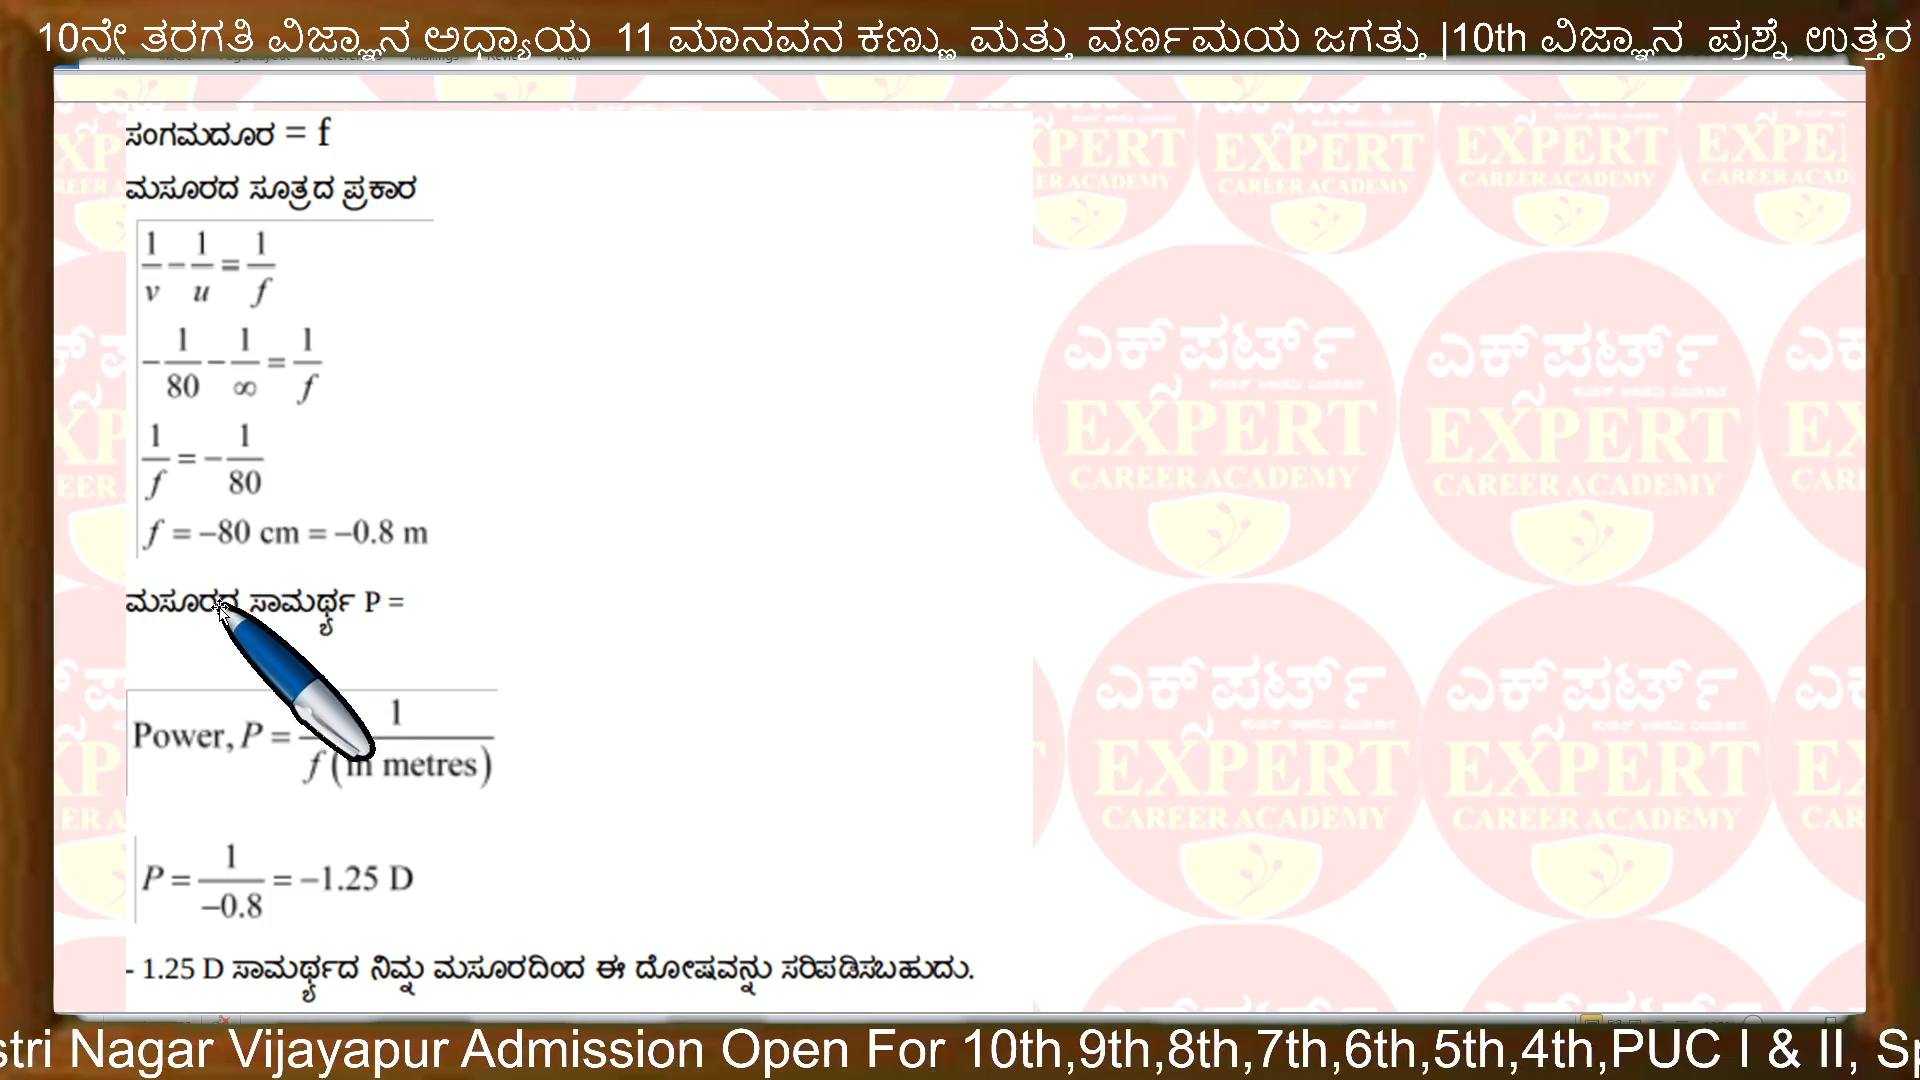 10ನೇ ತರಗತಿ ವಿಜ್ಞಾನ ಅಧ್ಯಾಯ 11 ಮಾನವನ ಕಣ್ಣು ಮತ್ತು ವರ್ಣಮಯ ಜಗತ್ತು |10th ವಿಜ್ಞಾನ ಪ್ರಶ್ನೆ ಉತ್ತರ
ಸಂಗಮದೂರ = f
ಮಸೂರದ ಸೂತ್ರದ ಪ್ರಕಾರ
1/v − 1/u = 1/f
−1/80 − 1/∞ = 1/f
1/f = −1/80
f = −80 cm = −0.8 m
ಮಸೂರದ ಸಾಮರ್ಥ್ಯ P =
Power, P = 1/f (in metres)
P = 1/−0.8 = −1.25 D
- 1.25 D ಸಾಮರ್ಥ್ಯದ ನಿಮ್ನ ಮಸೂರದಿಂದ ಈ ದೋಷವನ್ನು ಸರಿಪಡಿಸಬಹುದು.
ಎಕ್ಸ್‌ಪರ್ಟ್
EXPERT
CAREER ACADEMY
stri Nagar Vijayapur Admission Open For 10th,9th,8th,7th,6th,5th,4th,PUC I & II, Sp